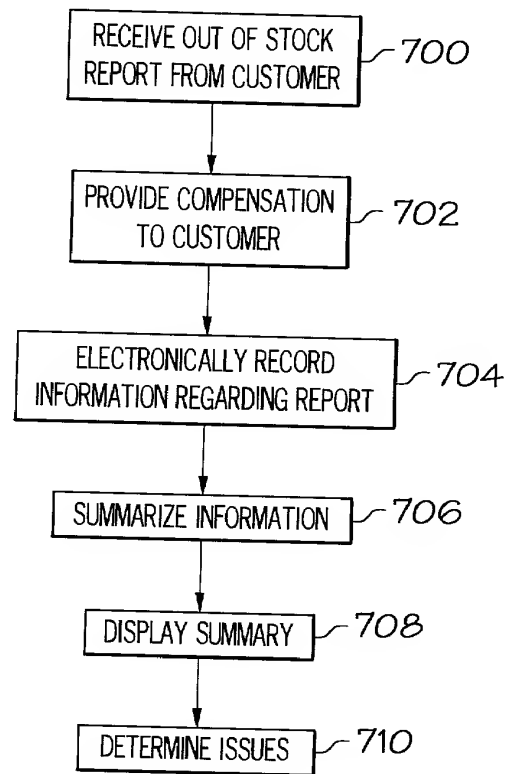 RECEIVE OUT OF STOCK
REPORT FROM CUSTOMER
700
PROVIDE COMPENSATION
TO CUSTOMER
702
ELECTRONICALLY RECORD
INFORMATION REGARDING REPORT
704
SUMMARIZE INFORMATION
706
DISPLAY SUMMARY
708
DETERMINE ISSUES
710